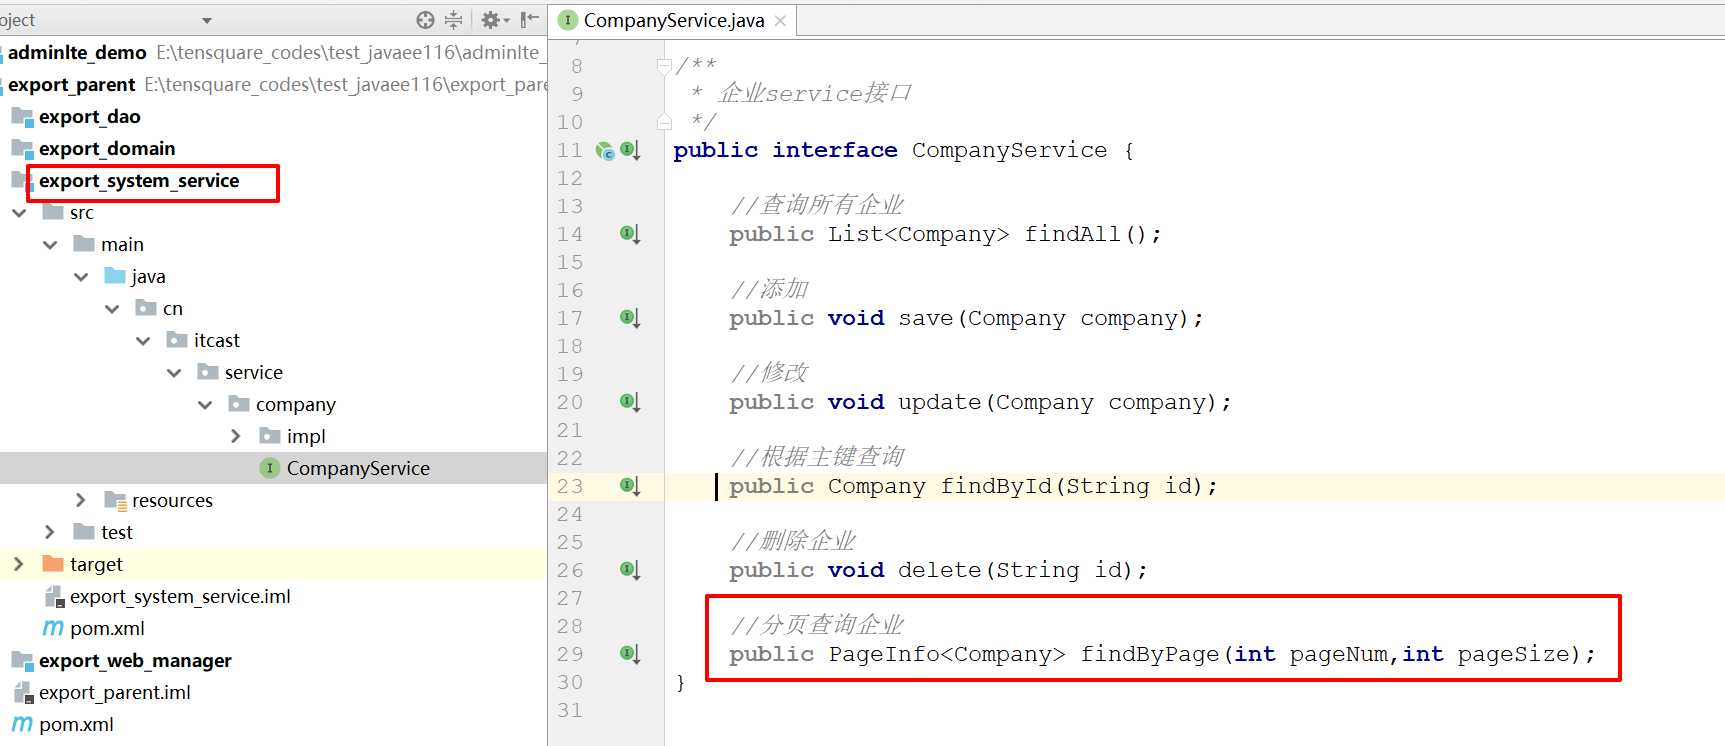 oject
adminlte_demo E:\tensquare_codes\test_javaee116\adminlte_
export_parent E:\tensquare_codes\test_javaee116\export_pare
export_dao
export_domain
export_system_service
src
main
java
cn
itcast
service
company
impl
CompanyService
resources
test
target
export_system_service.iml
pom.xml
export_web_manager
export_parent.iml
pom.xml
CompanyService.java
7
8 /**
9 * 企业service接口
10 */
11 public interface CompanyService {
12
13 //查询所有企业
14 public List<Company> findAll();
15
16 //添加
17 public void save(Company company);
18
19 //修改
20 public void update(Company company);
21
22 //根据主键查询
23 public Company findById(String id);
24
25 //删除企业
26 public void delete(String id);
27
28 //分页查询企业
29 public PageInfo<Company> findByPage(int pageNum,int pageSize);
30 }
31